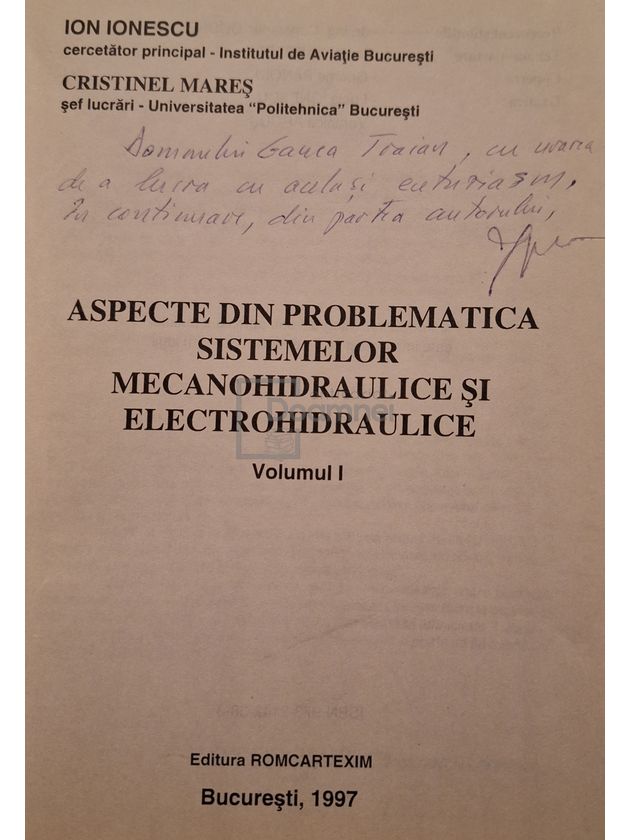 ION IONESCU
cercetător principal - Institutul de Aviaţie Bucureşti
CRISTINEL MAREŞ
şef lucrări - Universitatea “Politehnica” Bucureşti
Domnului Ganea Traian, cu urarea
de a lucra cu același entuziasm,
în continuare, din partea autorului,
ASPECTE DIN PROBLEMATICA
SISTEMELOR
MECANOHIDRAULICE ŞI
ELECTROHIDRAULICE
Volumul I
Editura ROMCARTEXIM
Bucureşti, 1997